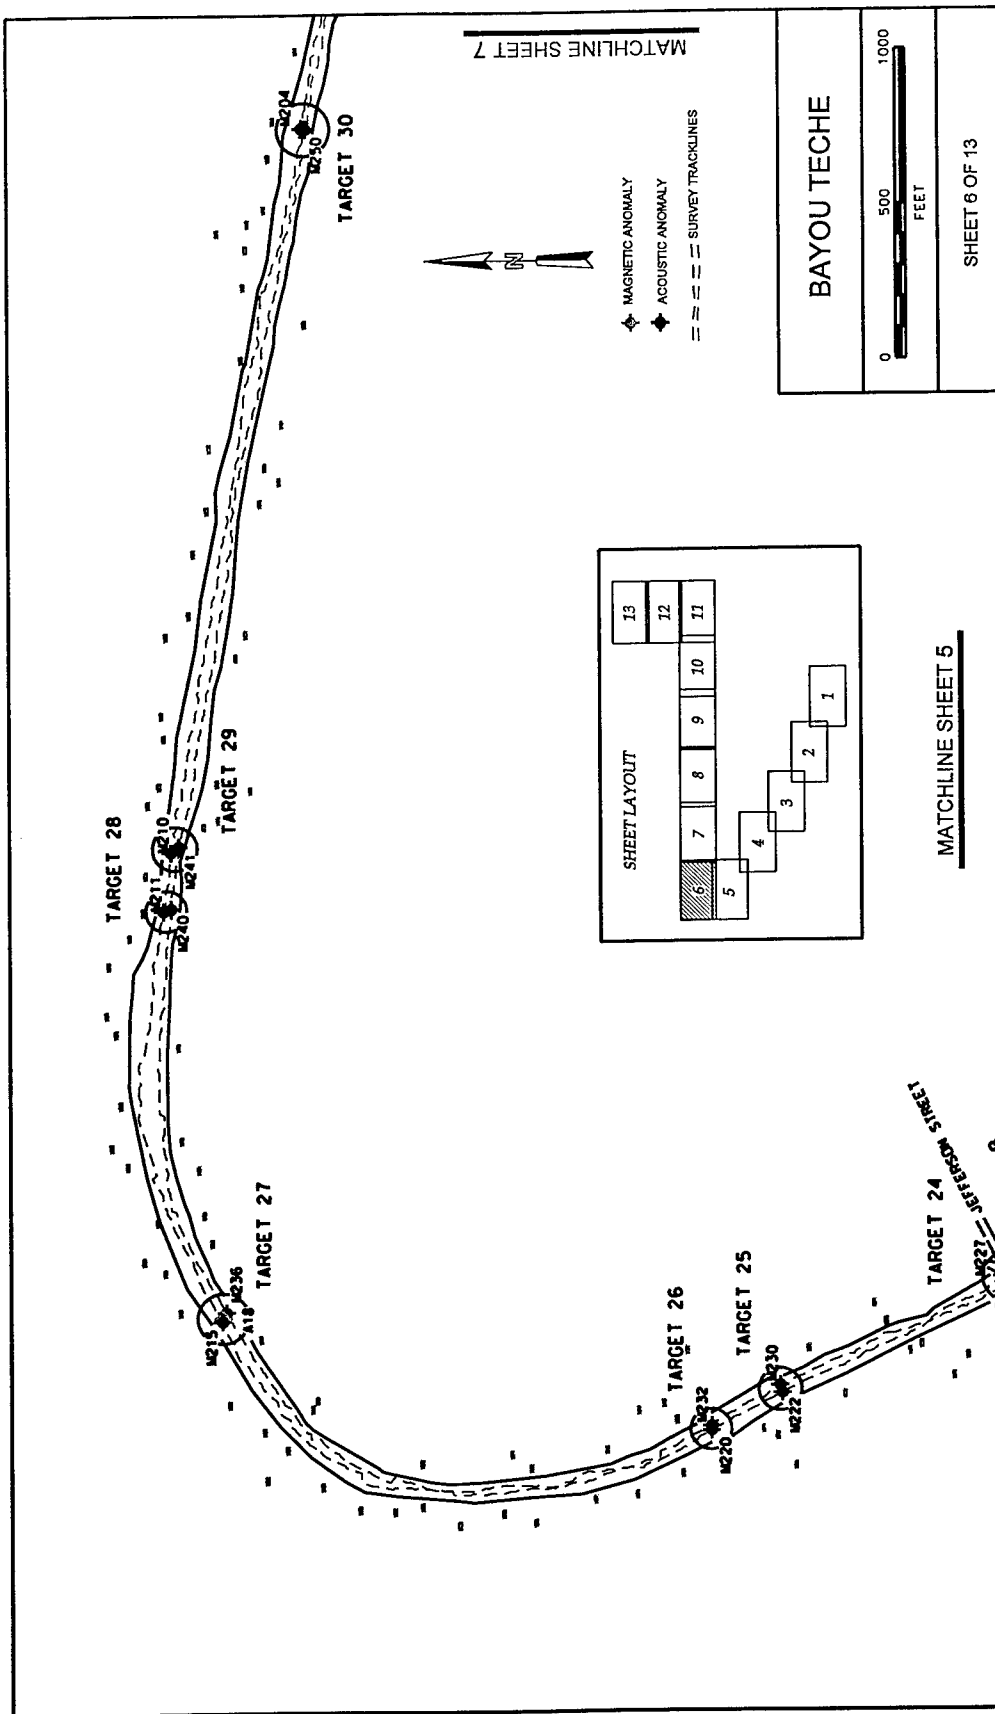 MATCHLINE SHEET 7
M204
M250
TARGET 30
N
MAGNETIC ANOMALY
ACOUSTIC ANOMALY
SURVEY TRACKLINES
BAYOU TECHE
0 500 1000
FEET
SHEET 6 OF 13
TARGET 28
M211
M240
M210
M241
TARGET 29
SHEET LAYOUT
13
12
11
10
9
8
7
6
5
4
3
2
1
MATCHLINE SHEET 5
M215
M236
A18
TARGET 27
TARGET 26
M232
M220
TARGET 25
M230
M222
TARGET 24
M227
JEFFERSON STREET